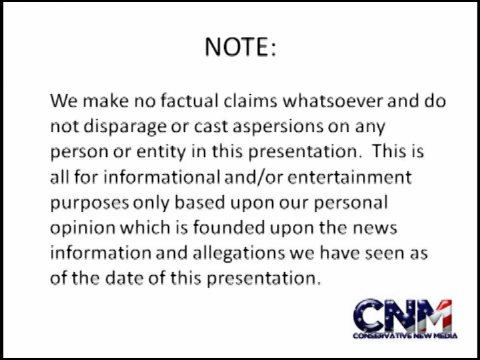 NOTE:
We make no factual claims whatsoever and do
not disparage or cast aspersions on any
person or entity in this presentation.  This is
all for informational and/or entertainment
purposes only based upon our personal
opinion which is founded upon the news
information and allegations we have seen as
of the date of this presentation.
CNM
CONSERVATIVE NEW MEDIA